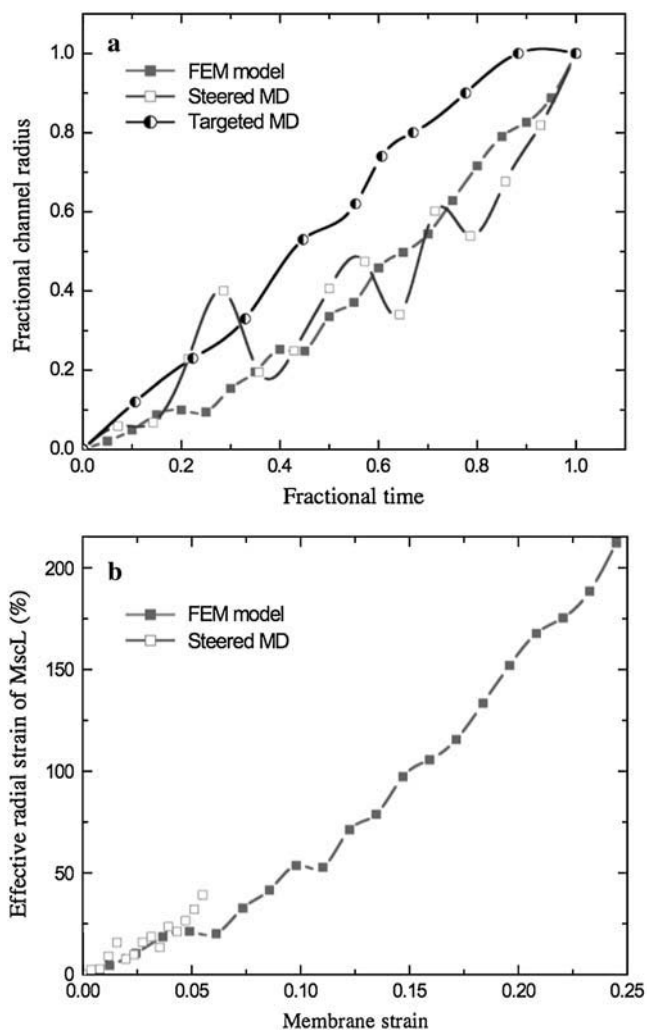 a
FEM model
Steered MD
Targeted MD
Fractional channel radius
1.0
0.8
0.6
0.4
0.2
0.0
0.0 0.2 0.4 0.6 0.8 1.0
Fractional time
b
FEM model
Steered MD
Effective radial strain of MscL (%)
200
150
100
50
0
0.00 0.05 0.10 0.15 0.20 0.25
Membrane strain